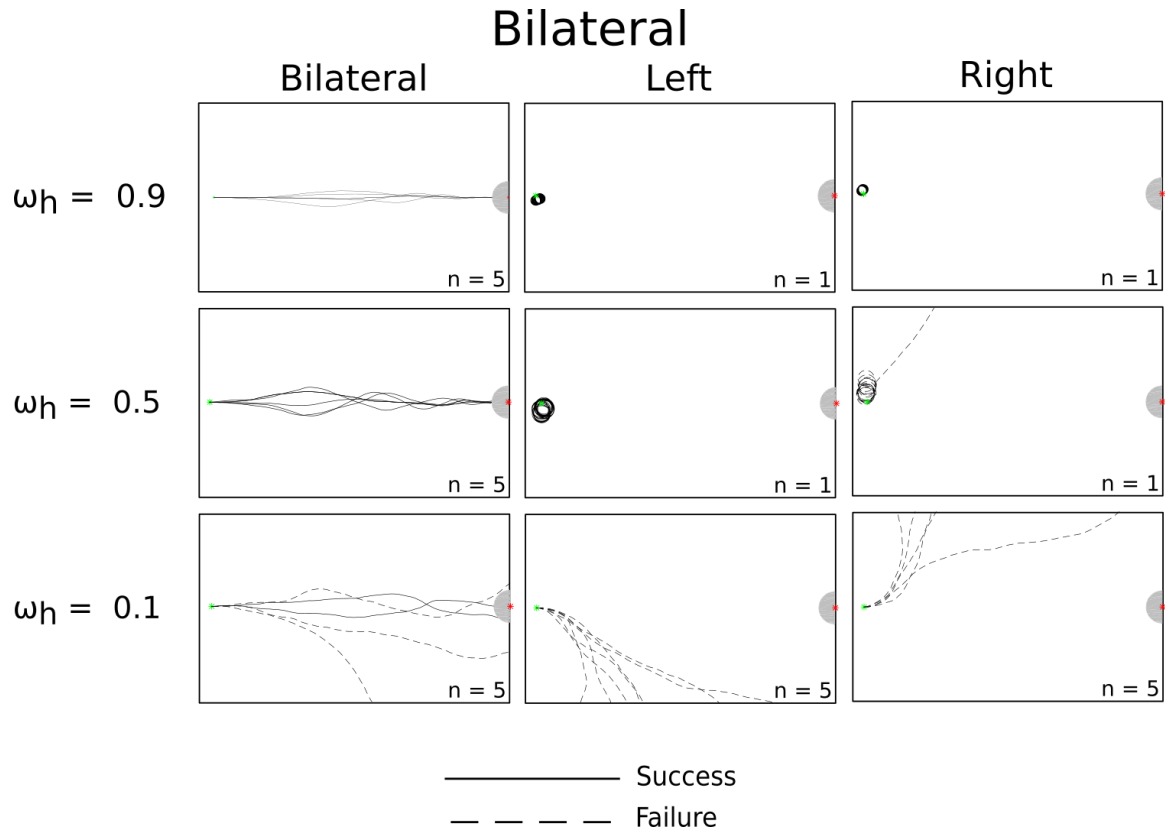 Bilateral
Bilateral Left Right
ωh = 0.9
n = 5 n = 1 n = 1
ωh = 0.5
n = 5 n = 1 n = 1
ωh = 0.1
n = 5 n = 5 n = 5
Success
Failure